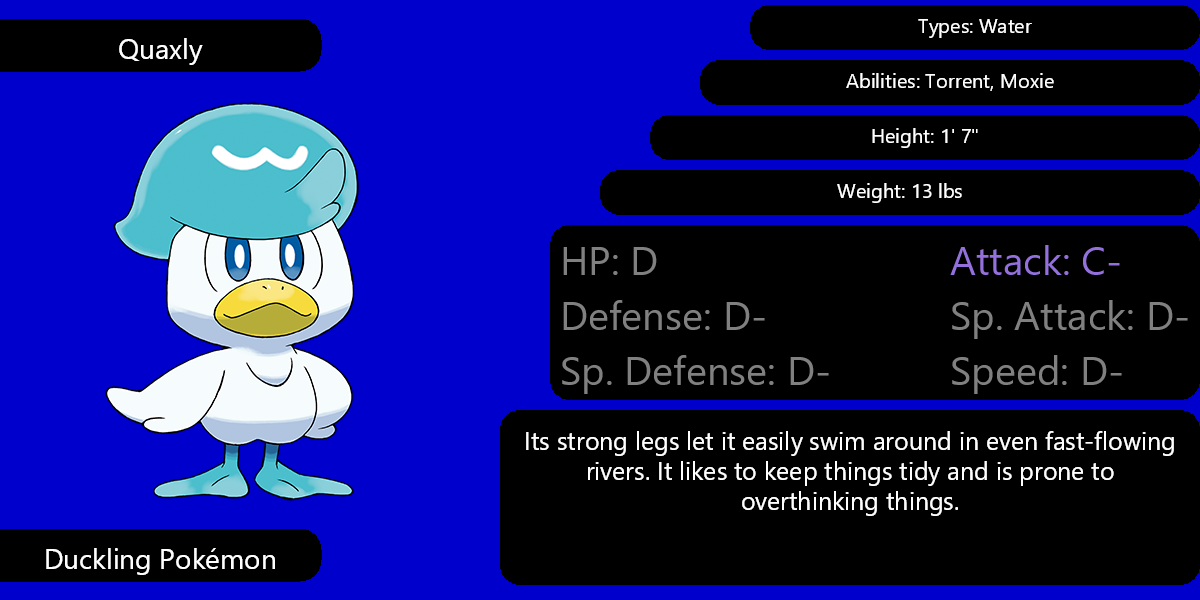 Quaxly
Types: Water
Abilities: Torrent, Moxie
Height: 1' 7"
Weight: 13 lbs
HP: D
Attack: C-
Defense: D-
Sp. Attack: D-
Sp. Defense: D-
Speed: D-
Its strong legs let it easily swim around in even fast-flowing
rivers. It likes to keep things tidy and is prone to
overthinking things.
Duckling Pokémon